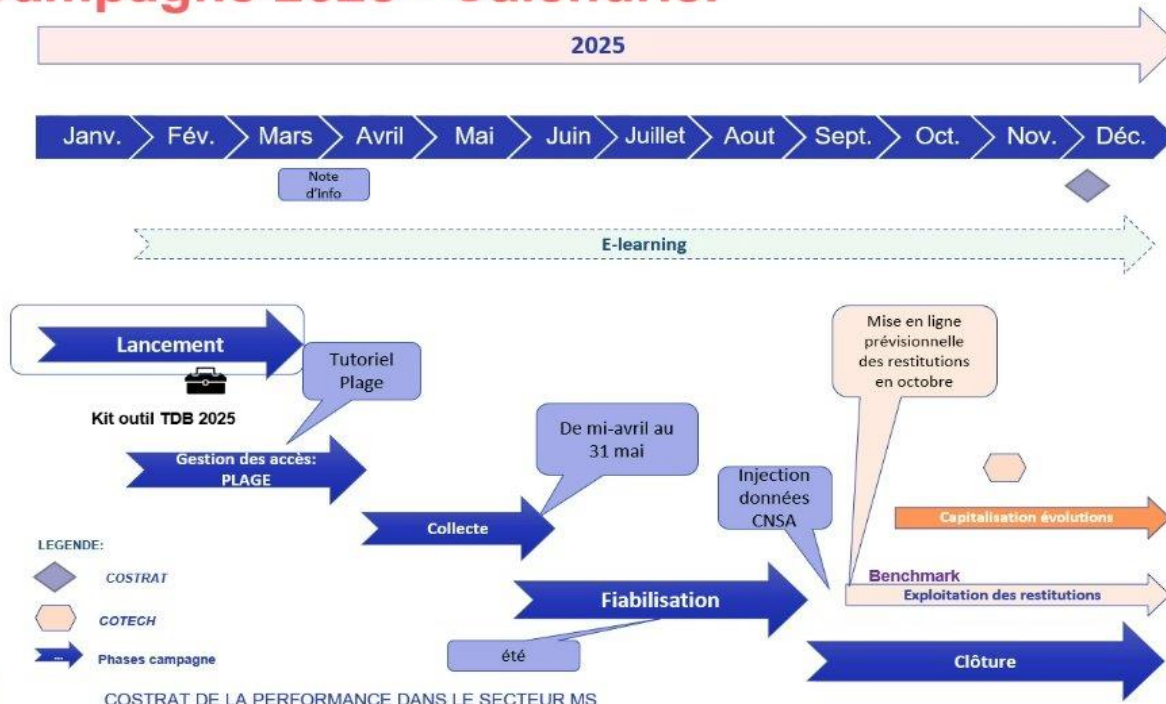 Campagne 2025 - Calendrier
2025
Janv.
Fév.
Mars
Avril
Mai
Juin
Juillet
Aout
Sept.
Oct.
Nov.
Déc.
Note
d'info
E-learning
Lancement
Tutoriel
Plage
Kit outil TDB 2025
Gestion des accès:
PLAGE
De mi-avril au
31 mai
Collecte
Mise en ligne
prévisionnelle
des restitutions
en octobre
Injection
données
CNSA
Capitalisation évolutions
LEGENDE:
COSTRAT
COTECH
... Phases campagne
Fiabilisation
été
Benchmark
Exploitation des restitutions
Clôture
COSTRAT DE LA PERFORMANCE DANS LE SECTEUR MS